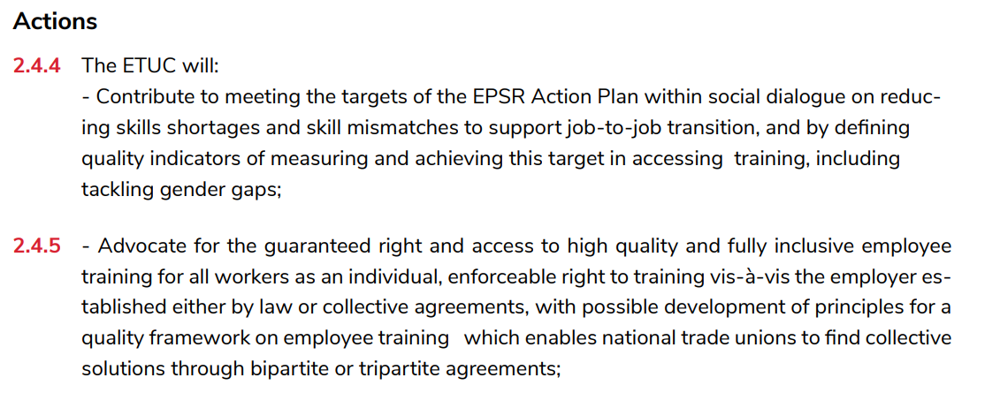 Actions
2.4.4 The ETUC will:
- Contribute to meeting the targets of the EPSR Action Plan within social dialogue on reduc-
ing skills shortages and skill mismatches to support job-to-job transition, and by defining
quality indicators of measuring and achieving this target in accessing  training, including
tackling gender gaps;
2.4.5 - Advocate for the guaranteed right and access to high quality and fully inclusive employee
training for all workers as an individual, enforceable right to training vis-à-vis the employer es-
tablished either by law or collective agreements, with possible development of principles for a
quality framework on employee training  which enables national trade unions to find collective
solutions through bipartite or tripartite agreements;